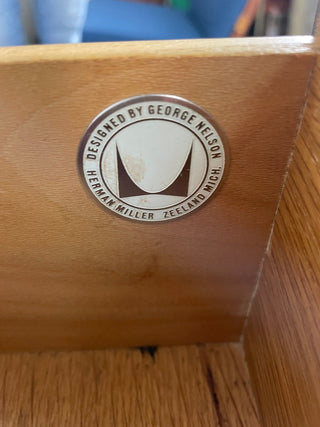 DESIGNED BY GEORGE NELSON
HERMAN MILLER ZEELAND MICH.